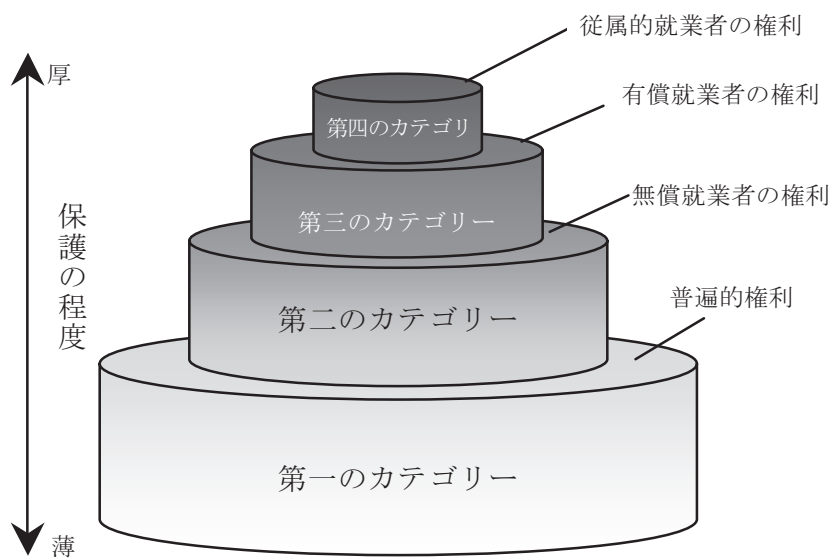 従属的就業者の権利
厚
有償就業者の権利
第四のカテゴリ
無償就業者の権利
第三のカテゴリー
保護の程度
普遍的権利
第二のカテゴリー
第一のカテゴリー
薄